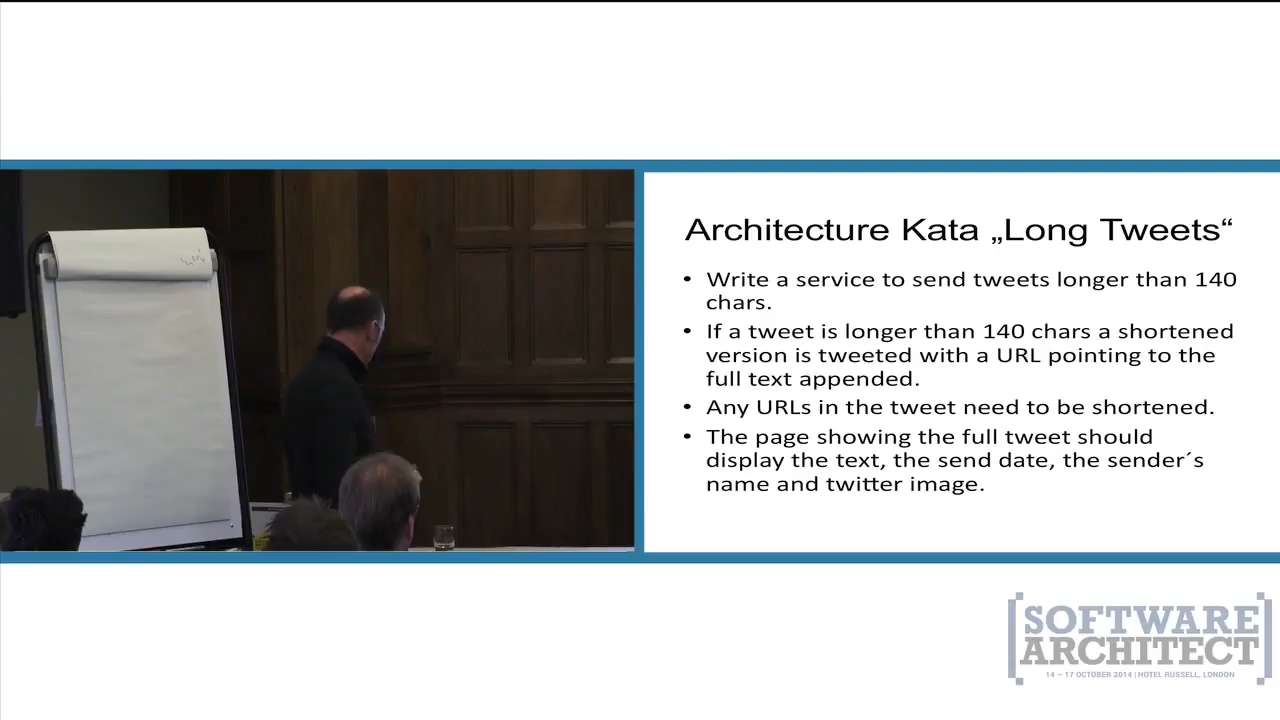 Architecture Kata „Long Tweets“
• Write a service to send tweets longer than 140
chars.
• If a tweet is longer than 140 chars a shortened
version is tweeted with a URL pointing to the
full text appended.
• Any URLs in the tweet need to be shortened.
• The page showing the full tweet should
display the text, the send date, the sender´s
name and twitter image.
[SOFTWARE
ARCHITECT]
14 – 17 OCTOBER 2014 | HOTEL RUSSELL, LONDON